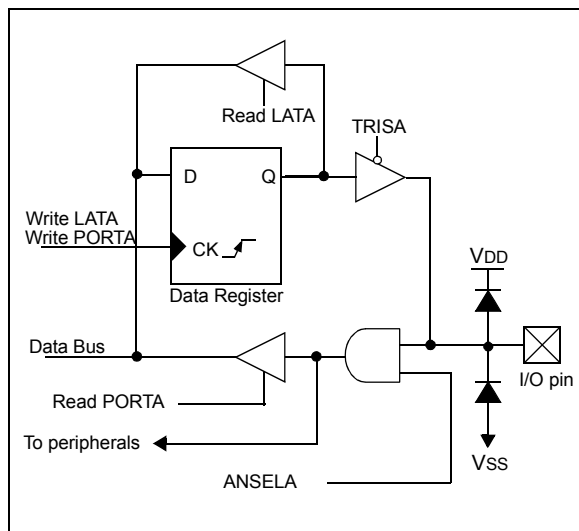 Read LATA
TRISA
D
Q
Write LATA
Write PORTA
CK
Data Register
VDD
Data Bus
I/O pin
Read PORTA
To peripherals
VSS
ANSELA